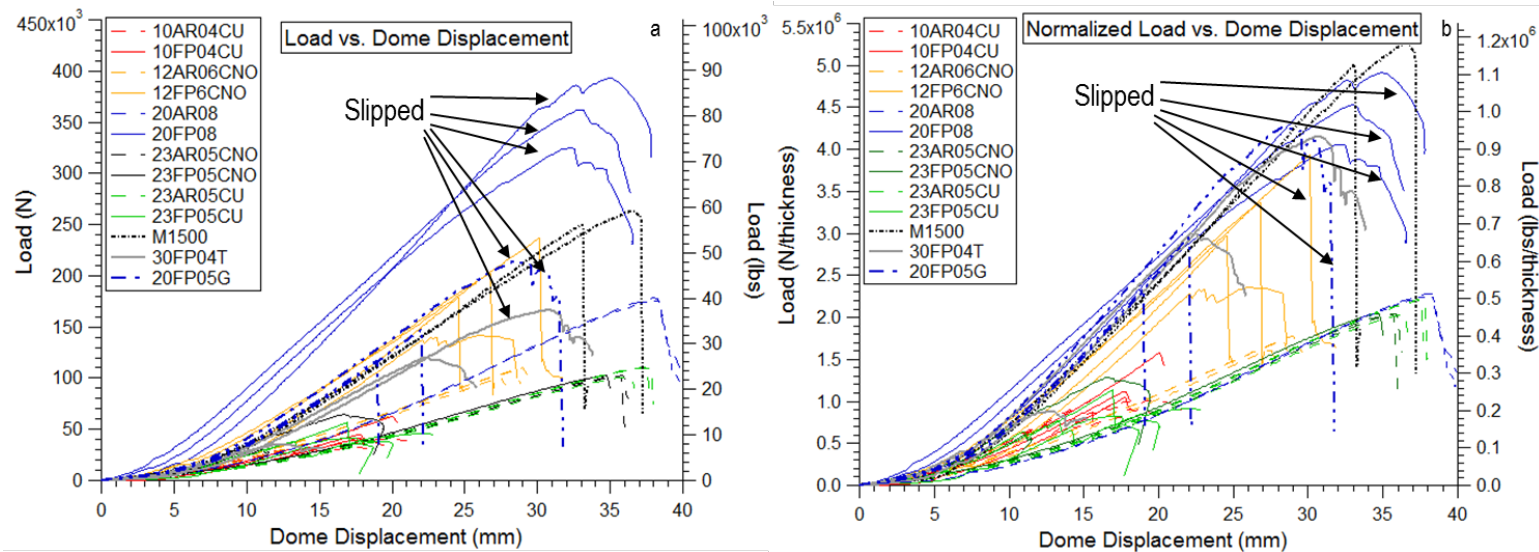 Load vs. Dome Displacement
a
450x10³
400
350
300
250
200
150
100
50
0
Load (N)
10AR04CU
10FP04CU
12AR06CNO
12FP6CNO
20AR08
20FP08
23AR05CNO
23FP05CNO
23AR05CU
23FP05CU
M1500
30FP04T
20FP05G
Slipped
100x10³
90
80
70
60
50
40
30
20
10
0
Load (lbs)
0 5 10 15 20 25 30 35 40
Dome Displacement (mm)
Normalized Load vs. Dome Displacement
b
5.5x10⁶
5.0
4.5
4.0
3.5
3.0
2.5
2.0
1.5
1.0
0.5
0.0
Load (N/thickness)
10AR04CU
10FP04CU
12AR06CNO
12FP6CNO
20AR08
20FP08
23AR05CNO
23FP05CNO
23AR05CU
23FP05CU
M1500
30FP04T
20FP05G
Slipped
1.2x10⁶
1.1
1.0
0.9
0.8
0.7
0.6
0.5
0.4
0.3
0.2
0.1
0.0
Load (lbs/thickness)
0 5 10 15 20 25 30 35 40
Dome Displacement (mm)